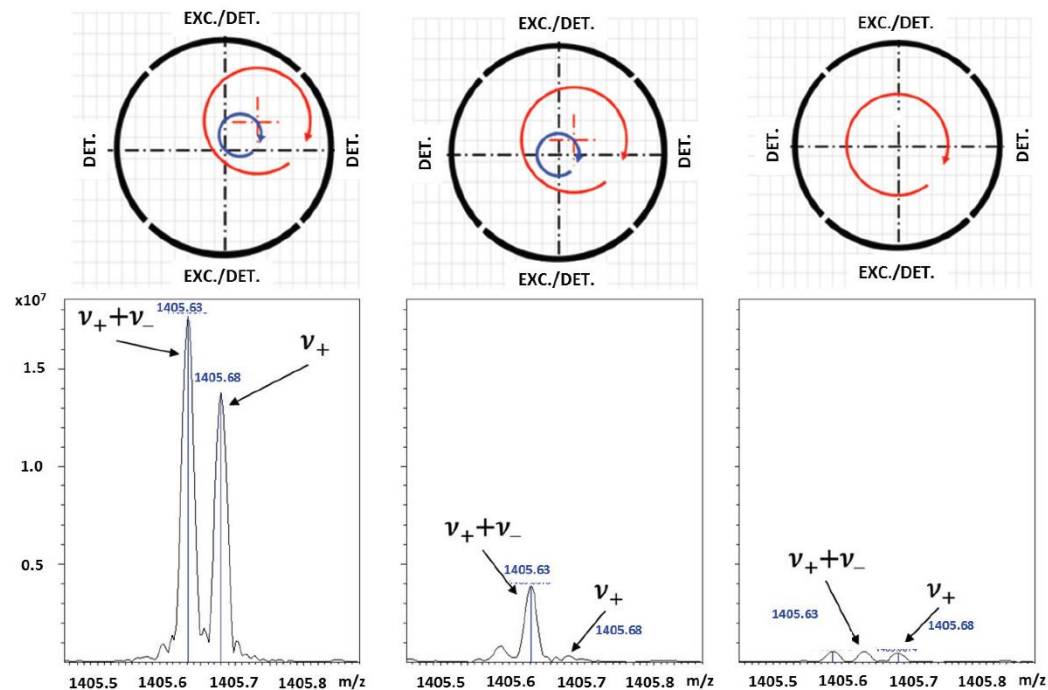 EXC./DET. EXC./DET. EXC./DET.
DET. DET. DET. DET. DET. DET.
EXC./DET. EXC./DET. EXC./DET.
x10⁷
1405.63
ν₊+ν₋
ν₊
1405.68
1.5
1.0
0.5
1405.5 1405.6 1405.7 1405.8 m/z
ν₊+ν₋
1405.63
ν₊
1405.68
1405.5 1405.6 1405.7 1405.8 m/z
ν₊+ν₋
1405.63
ν₊
1405.68
1405.5 1405.6 1405.7 1405.8 m/z